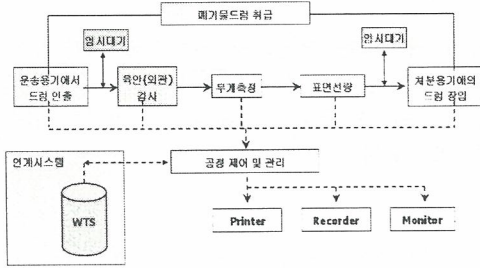 폐기물드럼 취급
임시대기
임시대기
운송용기에서
드럼 인출
육안(외관)
검사
무게측정
표면선량
처분용기에의
드럼 장입
연계시스템
공정 제어 및 관리
WTS
Printer
Recorder
Monitor